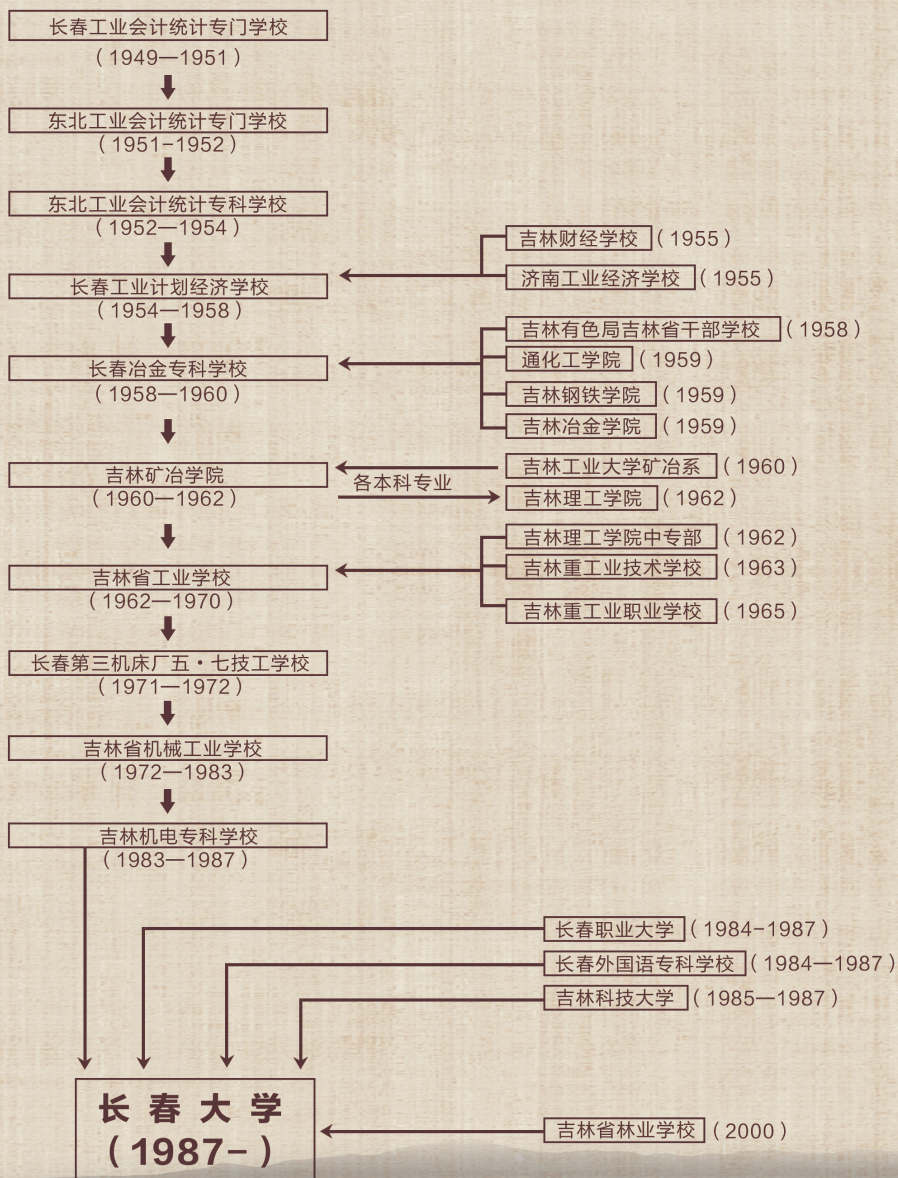 长春工业会计统计专门学校
（1949—1951）
东北工业会计统计专门学校
（1951-1952）
东北工业会计统计专科学校
（1952—1954）
吉林财经学校（1955）
长春工业计划经济学校
济南工业经济学校（1955）
（1954—1958）
吉林有色局吉林省干部学校（1958）
长春冶金专科学校
通化工学院（1959）
（1958—1960）
吉林钢铁学院（1959）
吉林冶金学院（1959）
吉林矿冶学院
吉林工业大学矿冶系（1960）
各本科专业
（1960—1962）
吉林理工学院（1962）
吉林理工学院中专部（1962）
吉林省工业学校
吉林重工业技术学校（1963）
（1962—1970）
吉林重工业职业学校（1965）
长春第三机床厂五·七技工学校
（1971—1972）
吉林省机械工业学校
（1972—1983）
吉林机电专科学校
（1983—1987）
长春职业大学（1984-1987）
长春外国语专科学校（1984—1987）
吉林科技大学（1985—1987）
长春大学
（1987-）
吉林省林业学校（2000）